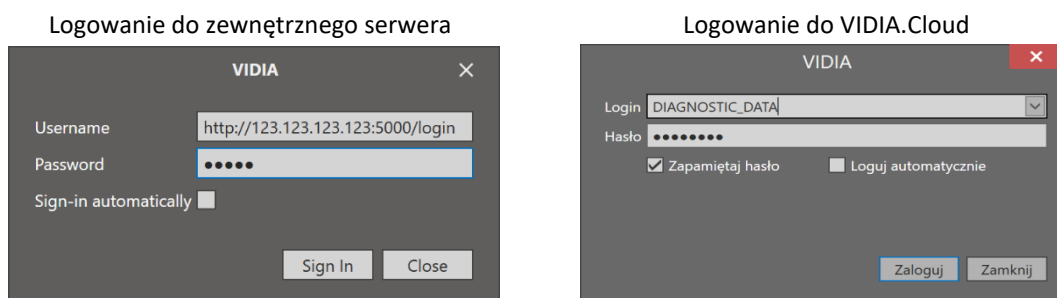 Logowanie do zewnętrznego serwera
VIDIA
Username http://123.123.123.123:5000/login
Password •••••
Sign-in automatically
Sign In Close
Logowanie do VIDIA.Cloud
VIDIA
Login DIAGNOSTIC_DATA
Hasło ••••••••
Zapamiętaj hasło Loguj automatycznie
Zaloguj Zamknij